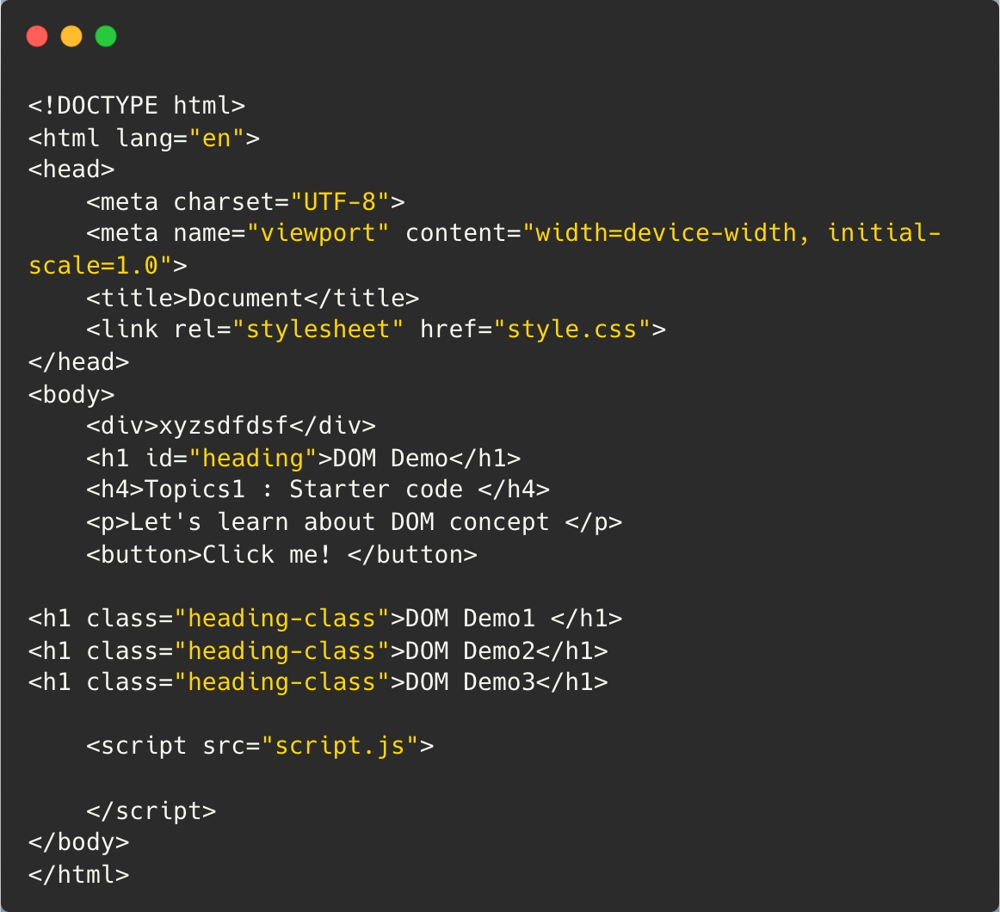 <!DOCTYPE html>
<html lang="en">
<head>
    <meta charset="UTF-8">
    <meta name="viewport" content="width=device-width, initial-
scale=1.0">
    <title>Document</title>
    <link rel="stylesheet" href="style.css">
</head>
<body>
    <div>xyzsdfdsf</div>
    <h1 id="heading">DOM Demo</h1>
    <h4>Topics1 : Starter code </h4>
    <p>Let's learn about DOM concept </p>
    <button>Click me! </button>

<h1 class="heading-class">DOM Demo1 </h1>
<h1 class="heading-class">DOM Demo2</h1>
<h1 class="heading-class">DOM Demo3</h1>

    <script src="script.js">

    </script>
</body>
</html>